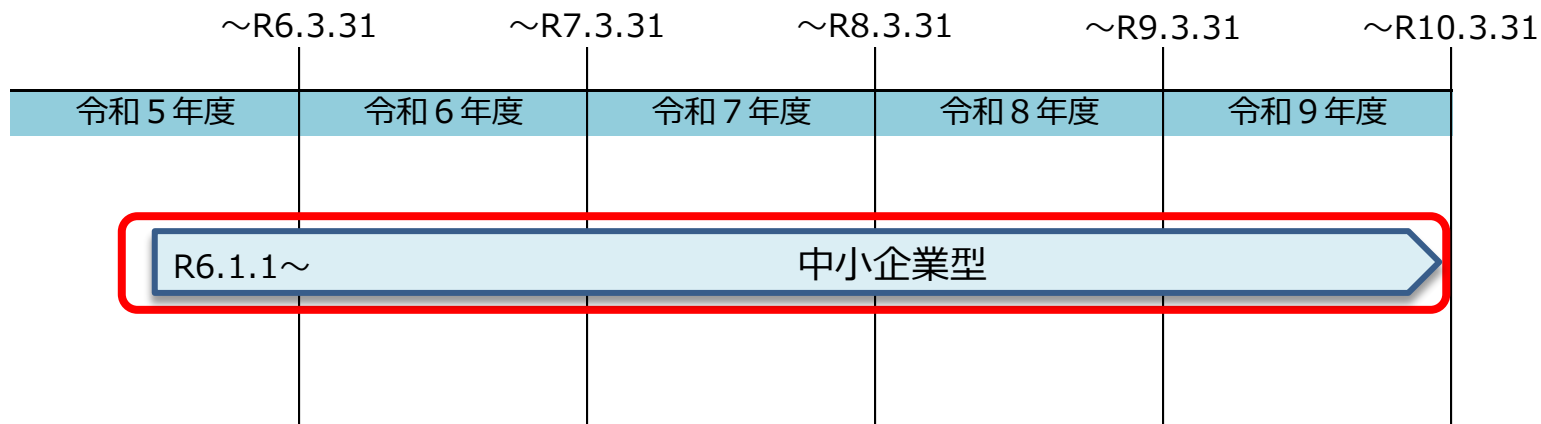 ～R6.3.31 ～R7.3.31 ～R8.3.31 ～R9.3.31 ～R10.3.31
令和５年度 令和６年度 令和７年度 令和８年度 令和９年度
R6.1.1～ 中小企業型